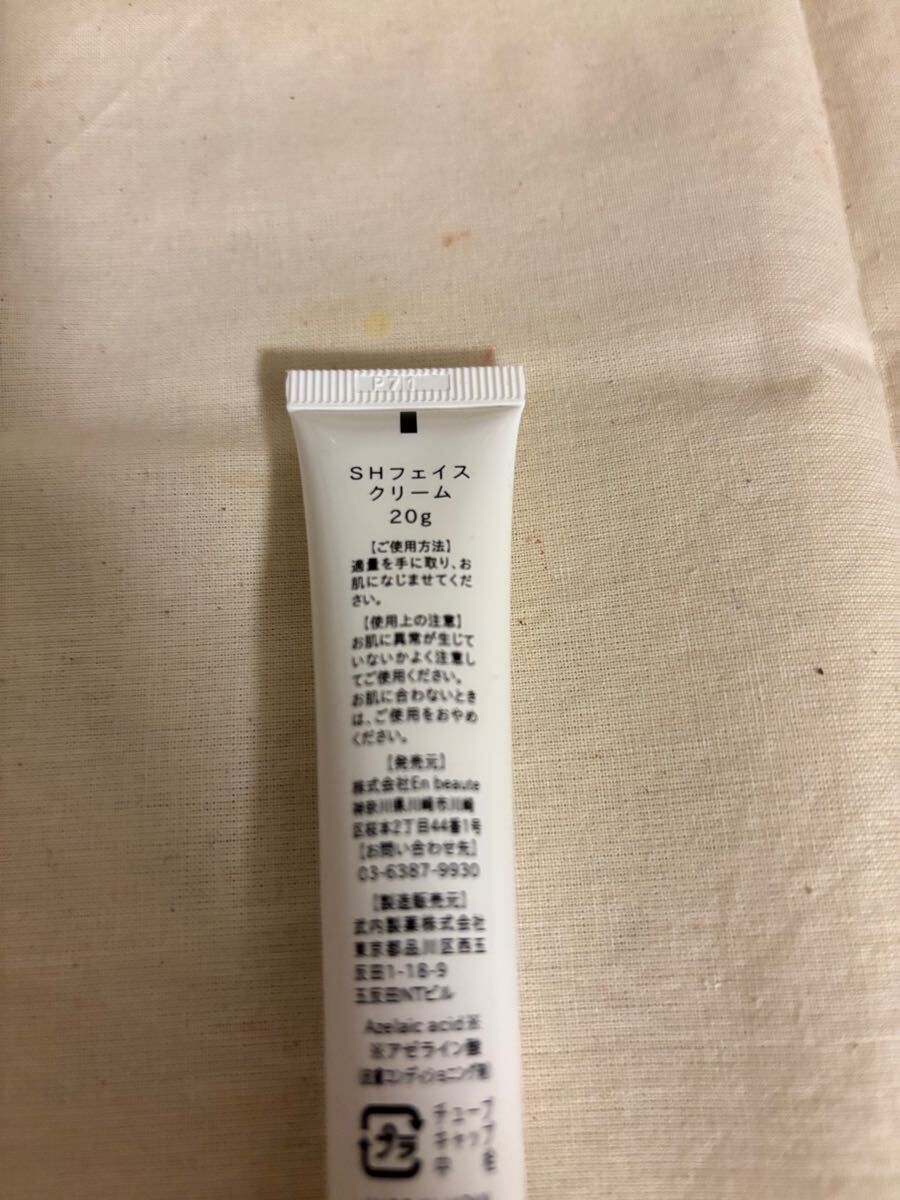 P71
SHフェイス
クリーム
20g
【ご使用方法】
適量を手に取り、お
肌になじませてくだ
さい。
【使用上の注意】
お肌に異常が生じて
いないかよく注意し
てご使用ください。
お肌に合わないとき
は、ご使用をおやめ
ください。
【発売元】
株式会社En beaute
神奈川県川崎市川崎
区桜本2丁目44番1号
【お問い合わせ先】
03-6387-9930
【製造販売元】
武内製薬株式会社
東京都品川区西五
反田1-18-9
五反田NTビル
Azelaic acid※
※アゼライン酸
コンディショニング
プラ
チューブ
キャップ
中